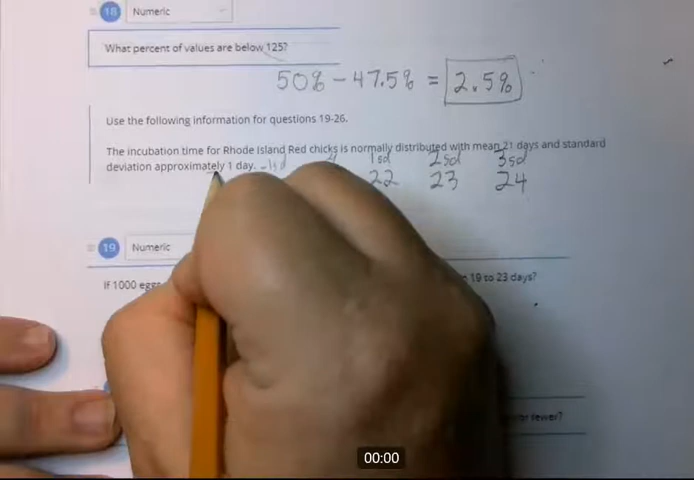 18 Numeric
What percent of values are below 125?
50% - 47.5% = 2.5%
Use the following information for questions 19-26.
The incubation time for Rhode Island Red chicks is normally distributed with mean 21 days and standard
deviation approximately 1 day. -1sd 1sd 2sd 3sd
22 23 24
19 Numeric
If 1000 eggs 19 to 23 days?
or fewer?
00:00